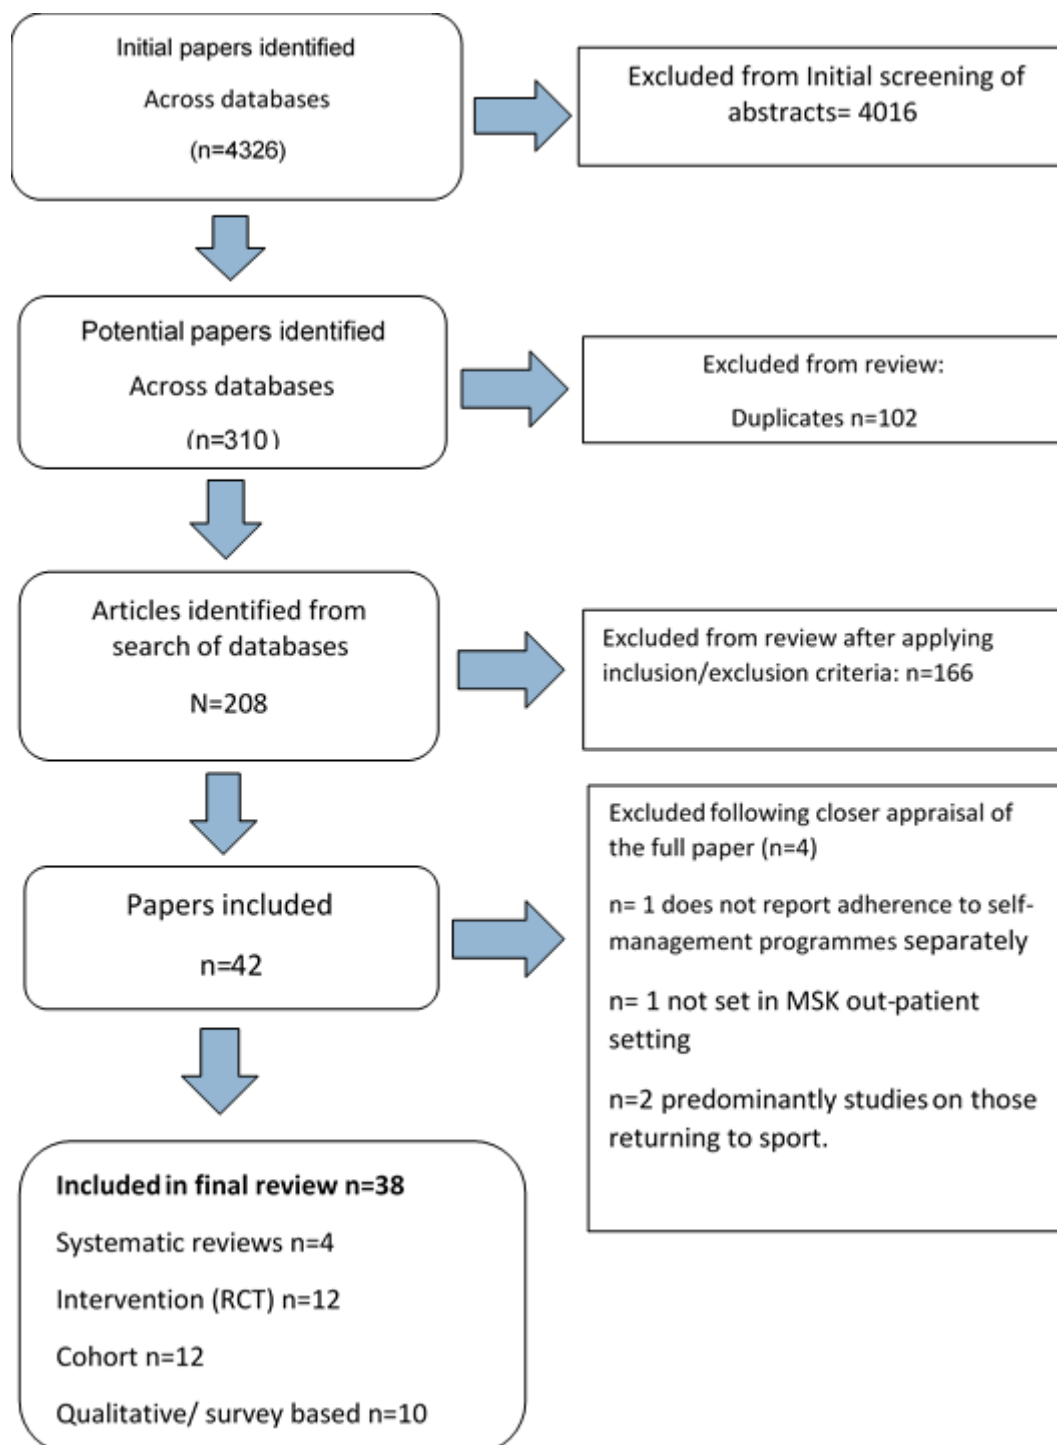 Initial papers identified
Across databases
(n=4326)
Excluded from Initial screening of
abstracts= 4016
Potential papers identified
Across databases
(n=310)
Excluded from review:
Duplicates n=102
Articles identified from
search of databases
N=208
Excluded from review after applying
inclusion/exclusion criteria: n=166
Papers included
n=42
Excluded following closer appraisal of
the full paper (n=4)
n= 1 does not report adherence to self-
management programmes separately
n= 1 not set in MSK out-patient
setting
n=2 predominantly studies on those
returning to sport.
Included in final review n=38
Systematic reviews n=4
Intervention (RCT) n=12
Cohort n=12
Qualitative/ survey based n=10